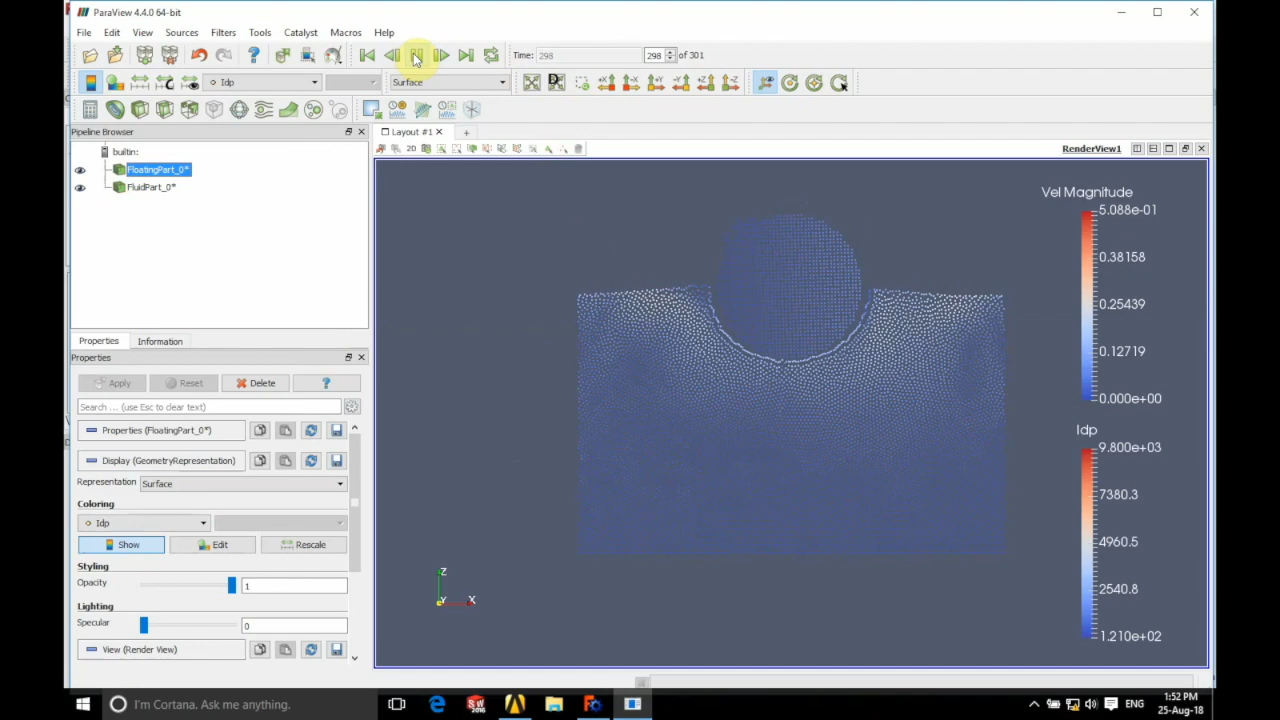 ParaView 4.4.0 64-bit
File Edit View Sources Filters Tools Catalyst Macros Help
Time: 298 298 of 301
Idp Surface
+X -X +Y -Y +Z -Z
Pipeline Browser
Layout #1
builtin:
2D
RenderView1
FloatingPart_0*
FluidPart_0*
Vel Magnitude
5.088e-01
0.38158
0.25439
0.12719
0.000e+00
Properties Information
Properties
Apply Reset Delete ?
Search ... (use Esc to clear text)
Properties (FloatingPart_0*)
Display (GeometryRepresentation)
Representation Surface
Coloring
Idp
Show Edit Rescale
Styling
Opacity 1
Lighting
Specular 0
View (Render View)
Idp
9.800e+03
7380.3
4960.5
2540.8
1.210e+02
Z
Y X
I'm Cortana. Ask me anything.
SW
2016
ENG
1:52 PM
25-Aug-18